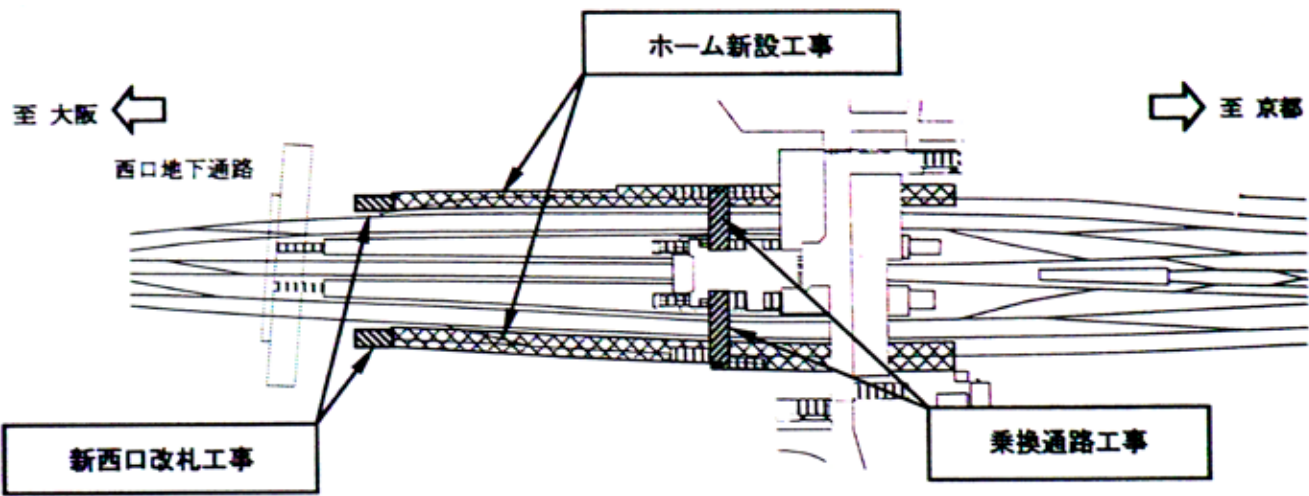 ホーム新設工事
至 大阪
至 京都
西口地下通路
新西口改札工事
乗換通路工事